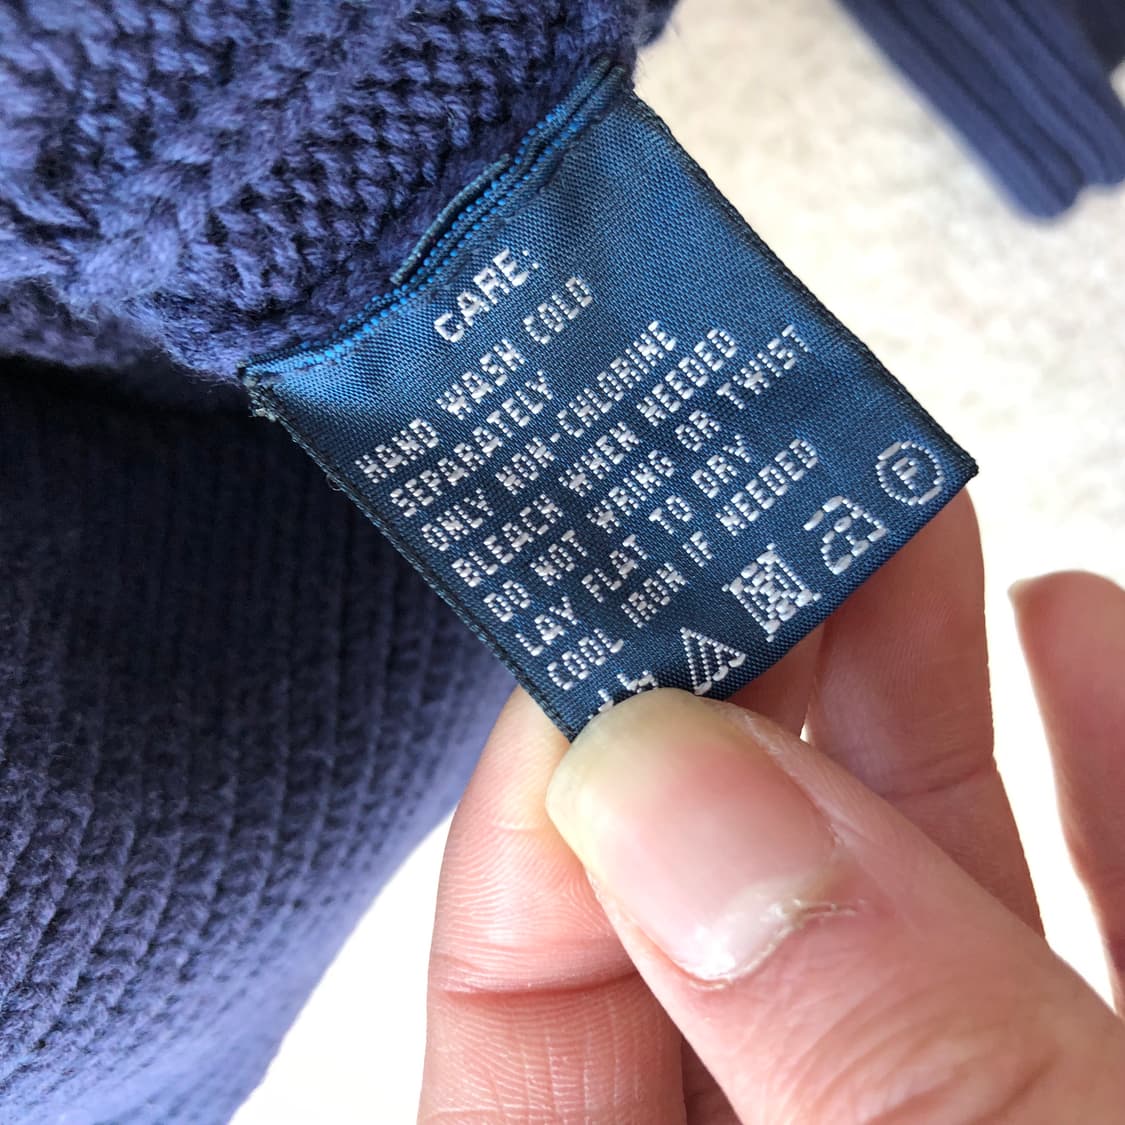 CARE:
HAND WASH COLD
SEPARATELY
ONLY NON-CHLORINE
BLEACH WHEN NEEDED
DO NOT WRING OR TWIST
LAY FLAT TO DRY
COOL IRON IF NEEDED
P